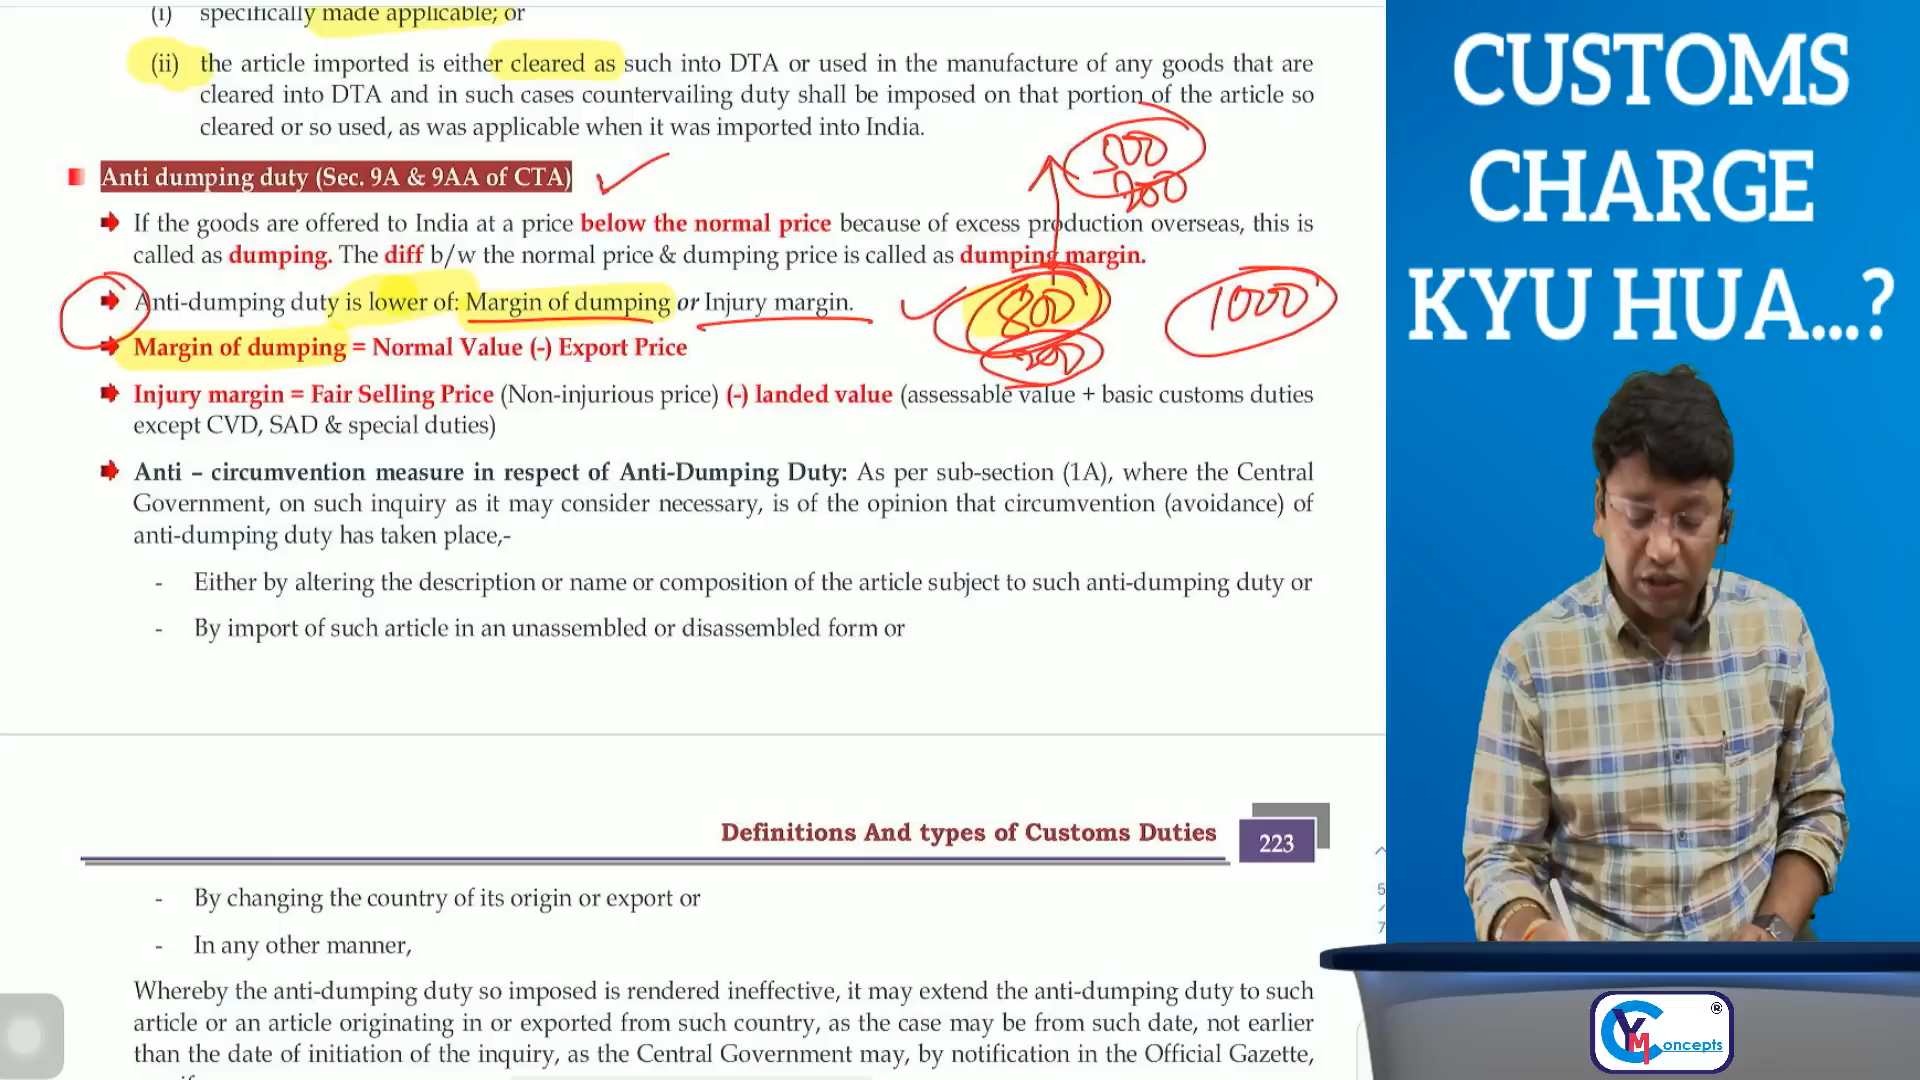 (i) specifically made applicable; or
(ii) the article imported is either cleared as such into DTA or used in the manufacture of any goods that are
cleared into DTA and in such cases countervailing duty shall be imposed on that portion of the article so
cleared or so used, as was applicable when it was imported into India.
Anti dumping duty (Sec. 9A & 9AA of CTA)
If the goods are offered to India at a price below the normal price because of excess production overseas, this is
called as dumping. The diff b/w the normal price & dumping price is called as dumping margin.
Anti-dumping duty is lower of: Margin of dumping or Injury margin.
800
1000
Margin of dumping = Normal Value (-) Export Price
Injury margin = Fair Selling Price (Non-injurious price) (-) landed value (assessable value + basic customs duties
except CVD, SAD & special duties)
Anti – circumvention measure in respect of Anti-Dumping Duty: As per sub-section (1A), where the Central
Government, on such inquiry as it may consider necessary, is of the opinion that circumvention (avoidance) of
anti-dumping duty has taken place,-
- Either by altering the description or name or composition of the article subject to such anti-dumping duty or
- By import of such article in an unassembled or disassembled form or
Definitions And types of Customs Duties 223
- By changing the country of its origin or export or
- In any other manner,
Whereby the anti-dumping duty so imposed is rendered ineffective, it may extend the anti-dumping duty to such
article or an article originating in or exported from such country, as the case may be from such date, not earlier
than the date of initiation of the inquiry, as the Central Government may, by notification in the Official Gazette,
CUSTOMS
CHARGE
KYU HUA...?
CYM oncepts ®